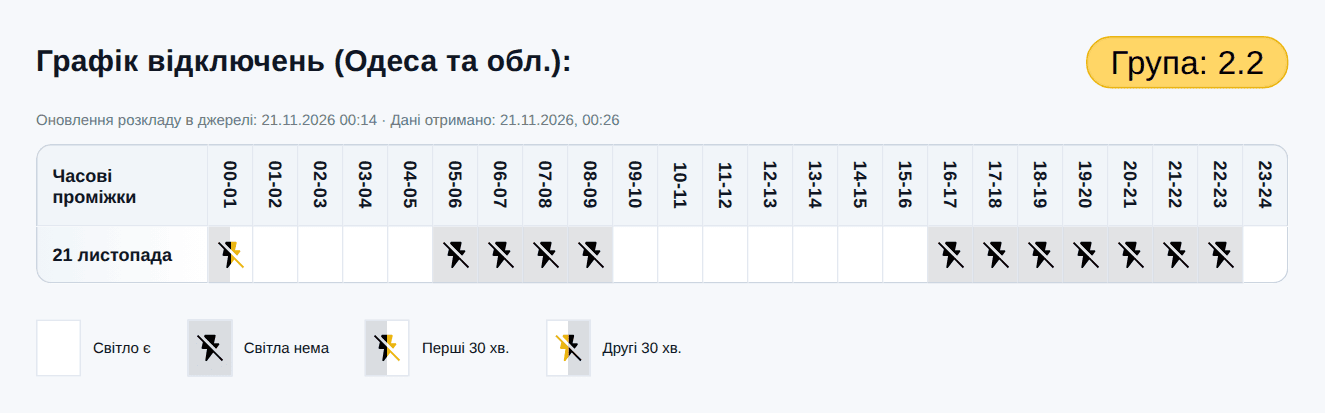 Графік відключень (Одеса та обл.):
Група: 2.2
Оновлення розкладу в джерелі: 21.11.2026 00:14 · Дані отримано: 21.11.2026, 00:26
Часові
проміжки
00-01
01-02
02-03
03-04
04-05
05-06
06-07
07-08
08-09
09-10
10-11
11-12
12-13
13-14
14-15
15-16
16-17
17-18
18-19
19-20
20-21
21-22
22-23
23-24
21 листопада
Світло є
Світла нема
Перші 30 хв.
Другі 30 хв.